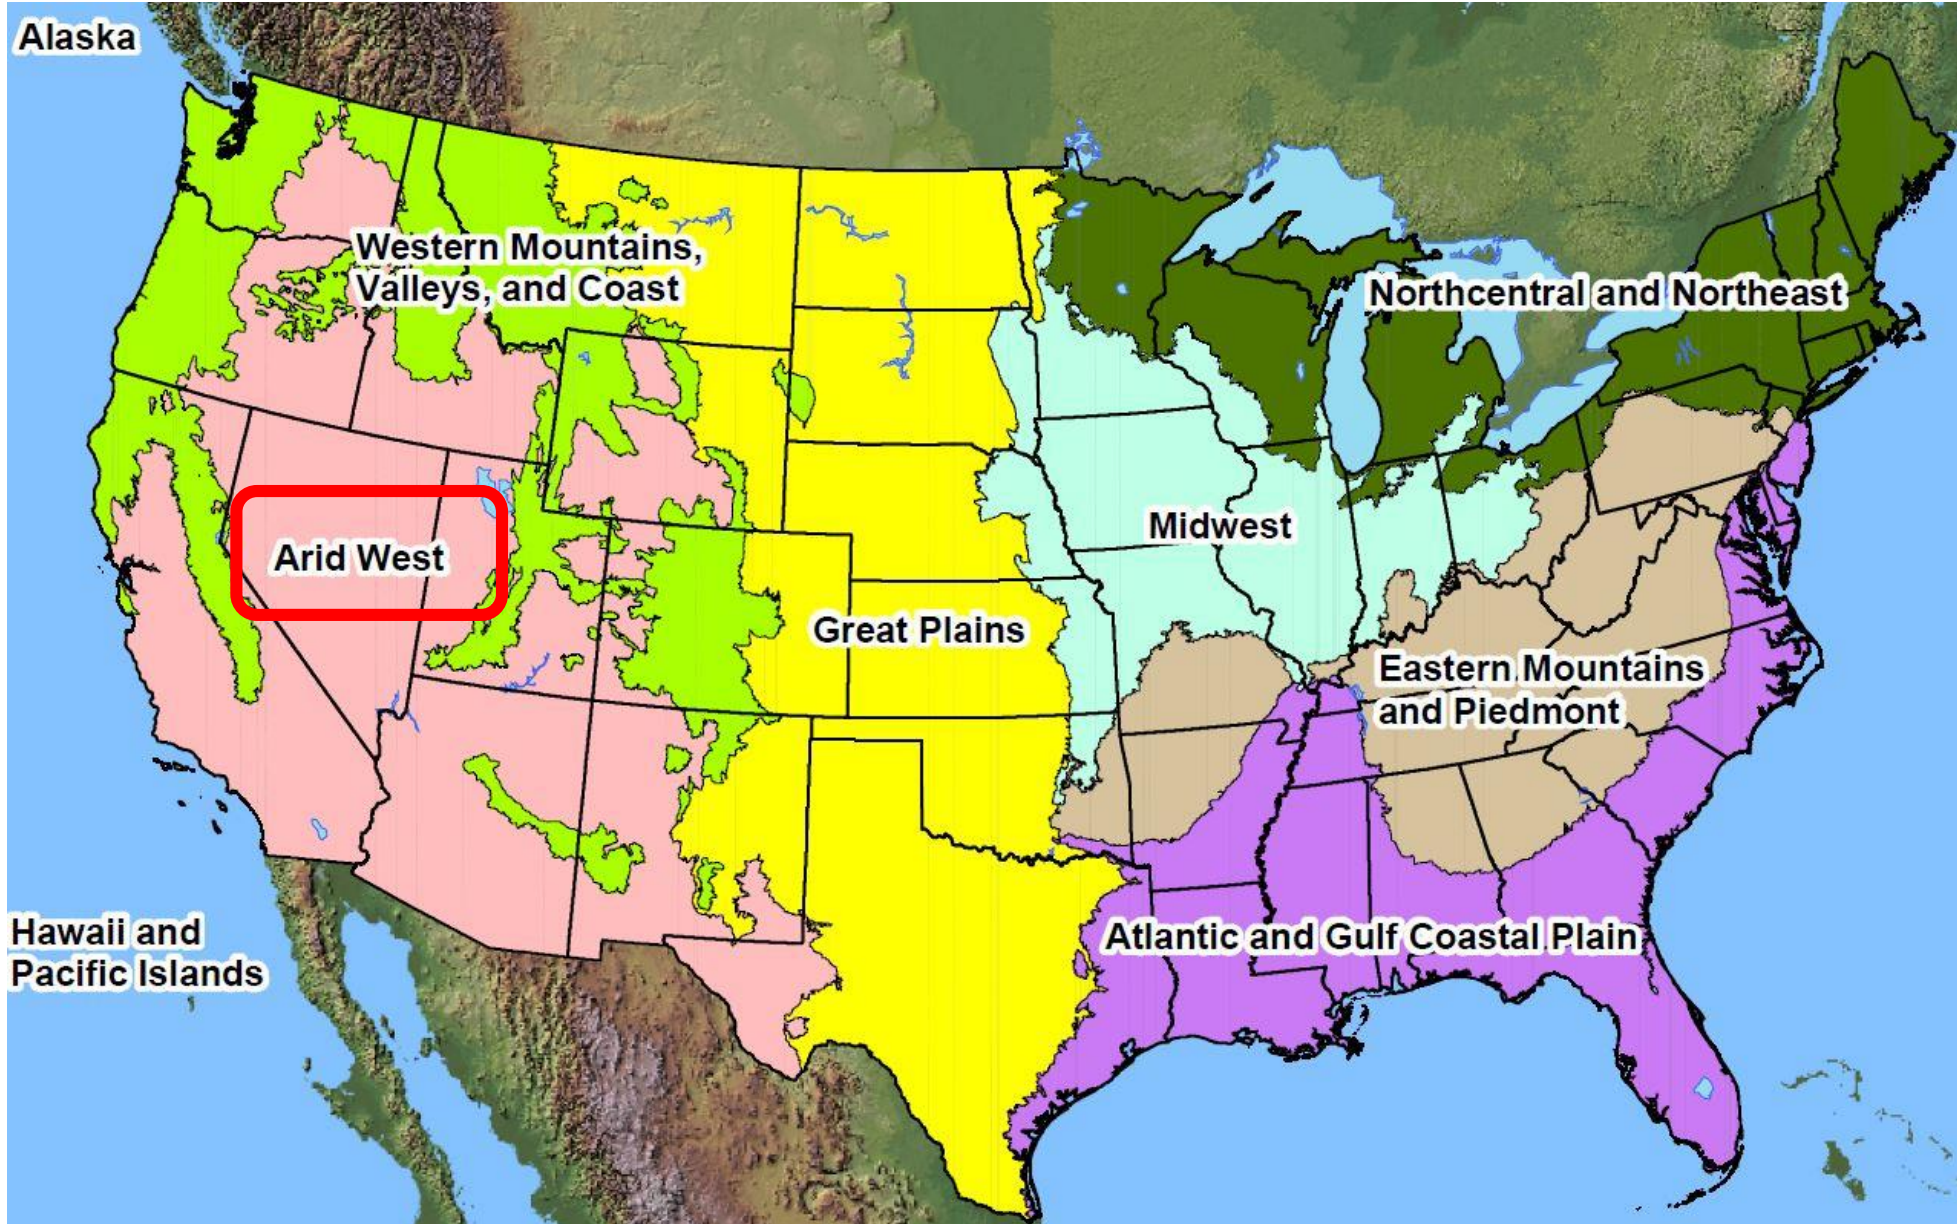 Alaska
Western Mountains,
Valleys, and Coast
Northcentral and Northeast
Midwest
Arid West
Great Plains
Eastern Mountains
and Piedmont
Hawaii and
Pacific Islands
Atlantic and Gulf Coastal Plain